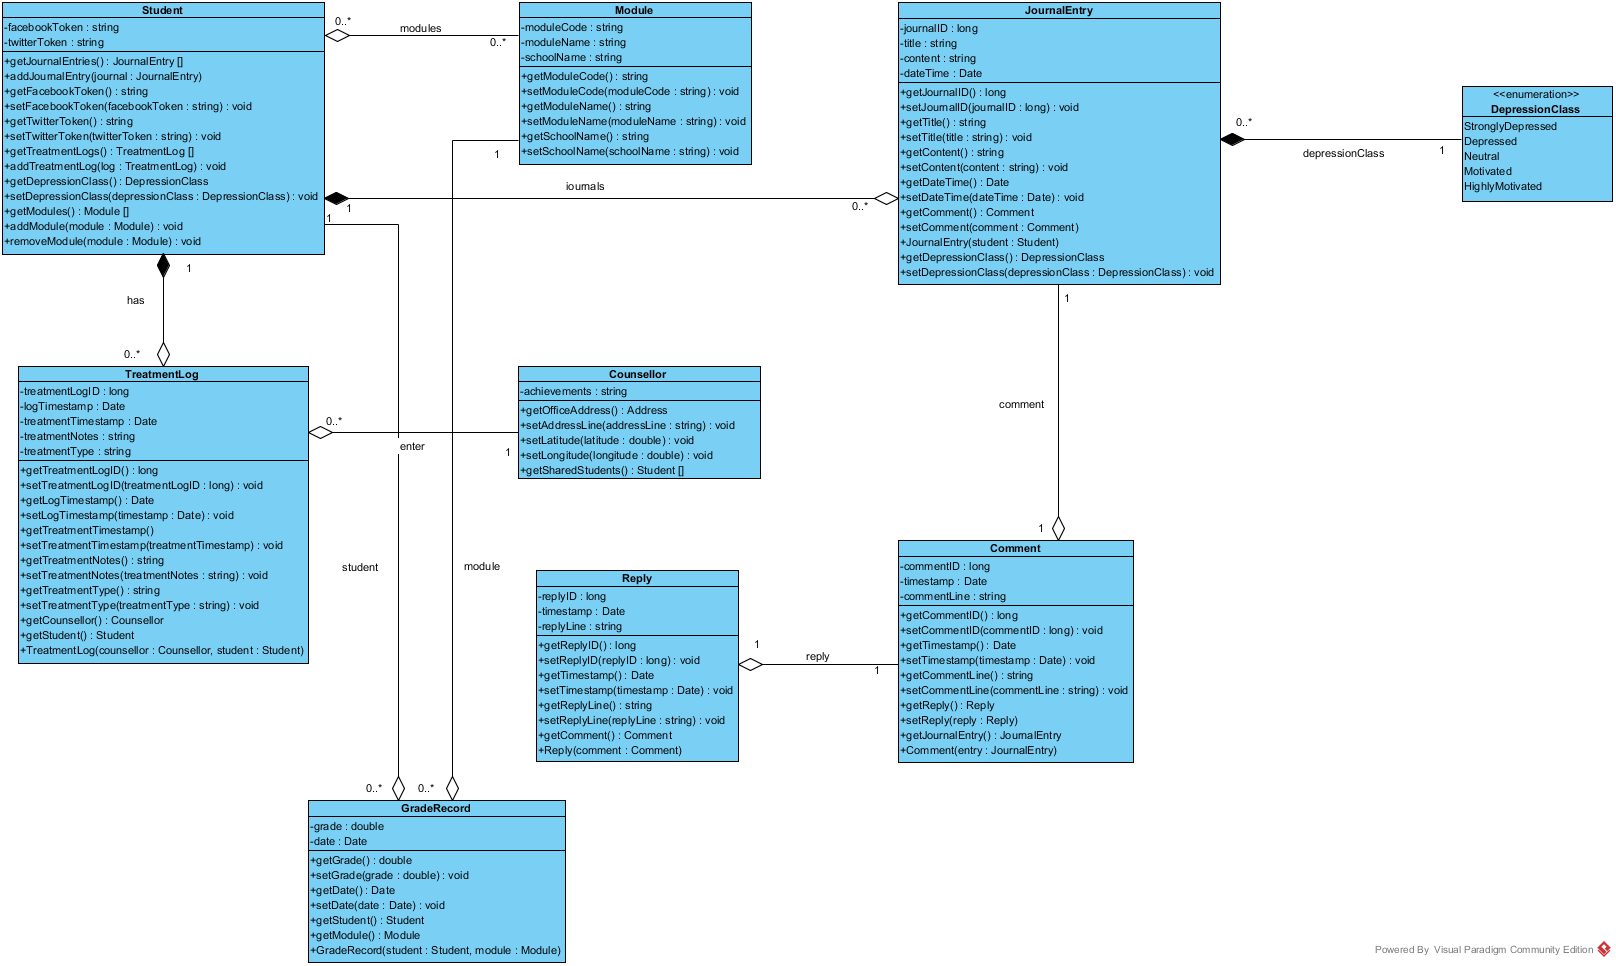 Student
-facebookToken : string
-twitterToken : string
+getJournalEntries() : JournalEntry []
+addJournalEntry(journal : JournalEntry)
+getFacebookToken() : string
+setFacebookToken(facebookToken : string) : void
+getTwitterToken() : string
+setTwitterToken(twitterToken : string) : void
+getTreatmentLogs() : TreatmentLog []
+addTreatmentLog(log : TreatmentLog) : void
+getDepressionClass() : DepressionClass
+setDepressionClass(depressionClass : DepressionClass) : void
+getModules() : Module []
+addModule(module : Module) : void
+removeModule(module : Module) : void
0..*
modules
0..*
Module
-moduleCode : string
-moduleName : string
-schoolName : string
+getModuleCode() : string
+setModuleCode(moduleCode : string) : void
+getModuleName() : string
+setModuleName(moduleName : string) : void
+getSchoolName() : string
+setSchoolName(schoolName : string) : void
1
JournalEntry
-journalID : long
-title : string
-content : string
-dateTime : Date
+getJournalID() : long
+setJournalID(journalID : long) : void
+getTitle() : string
+setTitle(title : string) : void
+getContent() : string
+setContent(content : string) : void
+getDateTime() : Date
+setDateTime(dateTime : Date) : void
+getComment() : Comment
+setComment(comment : Comment)
+JournalEntry(student : Student)
+getDepressionClass() : DepressionClass
+setDepressionClass(depressionClass : DepressionClass) : void
0..*
depressionClass
1
<<enumeration>>
DepressionClass
StronglyDepressed
Depressed
Neutral
Motivated
HighlyMotivated
1
journals
0..*
1
1
has
0..*
1
comment
1
TreatmentLog
-treatmentLogID : long
-logTimestamp : Date
-treatmentTimestamp : Date
-treatmentNotes : string
-treatmentType : string
+getTreatmentLogID() : long
+setTreatmentLogID(treatmentLogID : long) : void
+getLogTimestamp() : Date
+setLogTimestamp(timestamp : Date) : void
+getTreatmentTimestamp()
+setTreatmentTimestamp(treatmentTimestamp) : void
+getTreatmentNotes() : string
+setTreatmentNotes(treatmentNotes : string) : void
+getTreatmentType() : string
+setTreatmentType(treatmentType : string) : void
+getCounsellor() : Counsellor
+getStudent() : Student
+TreatmentLog(counsellor : Counsellor, student : Student)
0..*
1
Counsellor
-achievements : string
+getOfficeAddress() : Address
+setAddressLine(addressLine : string) : void
+setLatitude(latitude : double) : void
+setLongitude(longitude : double) : void
+getSharedStudents() : Student []
enter
student
module
Reply
-replyID : long
-timestamp : Date
-replyLine : string
+getReplyID() : long
+setReplyID(replyID : long) : void
+getTimestamp() : Date
+setTimestamp(timestamp : Date) : void
+getReplyLine() : string
+setReplyLine(replyLine : string) : void
+getComment() : Comment
+Reply(comment : Comment)
1
reply
1
Comment
-commentID : long
-timestamp : Date
-commentLine : string
+getCommentID() : long
+setCommentID(commentID : long) : void
+getTimestamp() : Date
+setTimestamp(timestamp : Date) : void
+getCommentLine() : string
+setCommentLine(commentLine : string) : void
+getReply() : Reply
+setReply(reply : Reply)
+getJournalEntry() : JournalEntry
+Comment(entry : JournalEntry)
0..*
0..*
GradeRecord
-grade : double
-date : Date
+getGrade() : double
+setGrade(grade : double) : void
+getDate() : Date
+setDate(date : Date) : void
+getStudent() : Student
+getModule() : Module
+GradeRecord(student : Student, module : Module)
Powered By Visual Paradigm Community Edition